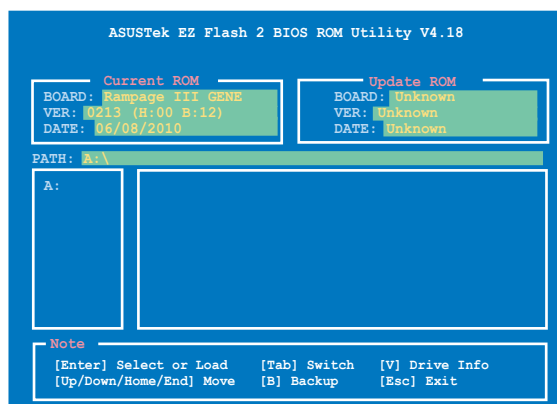 ASUSTek EZ Flash 2 BIOS ROM Utility V4.18
Current ROM
BOARD: Rampage III GENE
VER: 0213 (H:00 B:12)
DATE: 06/08/2010
Update ROM
BOARD: Unknown
VER: Unknown
DATE: Unknown
PATH: A:\
A:
Note
[Enter] Select or Load [Tab] Switch [V] Drive Info
[Up/Down/Home/End] Move [B] Backup [Esc] Exit